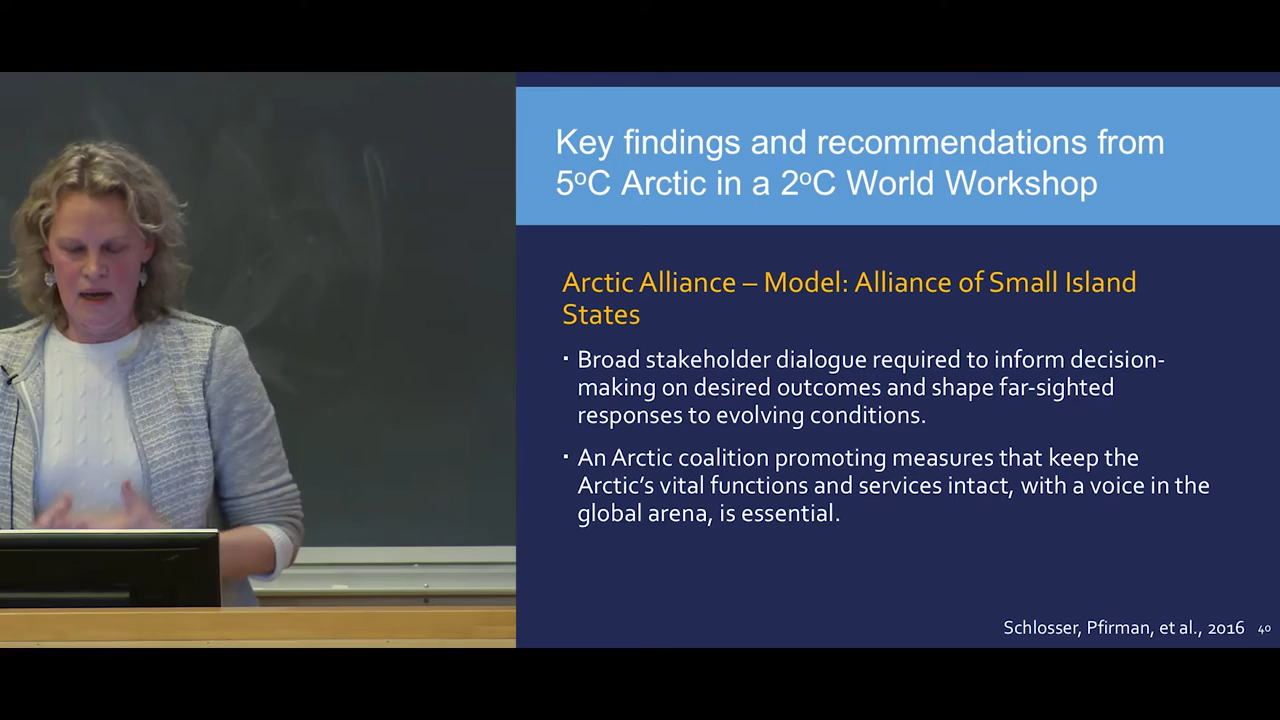 Key findings and recommendations from
5ºC Arctic in a 2ºC World Workshop
Arctic Alliance – Model: Alliance of Small Island
States
▪ Broad stakeholder dialogue required to inform decision-
making on desired outcomes and shape far-sighted
responses to evolving conditions.
▪ An Arctic coalition promoting measures that keep the
Arctic’s vital functions and services intact, with a voice in the
global arena, is essential.
Schlosser, Pfirman, et al., 2016 40